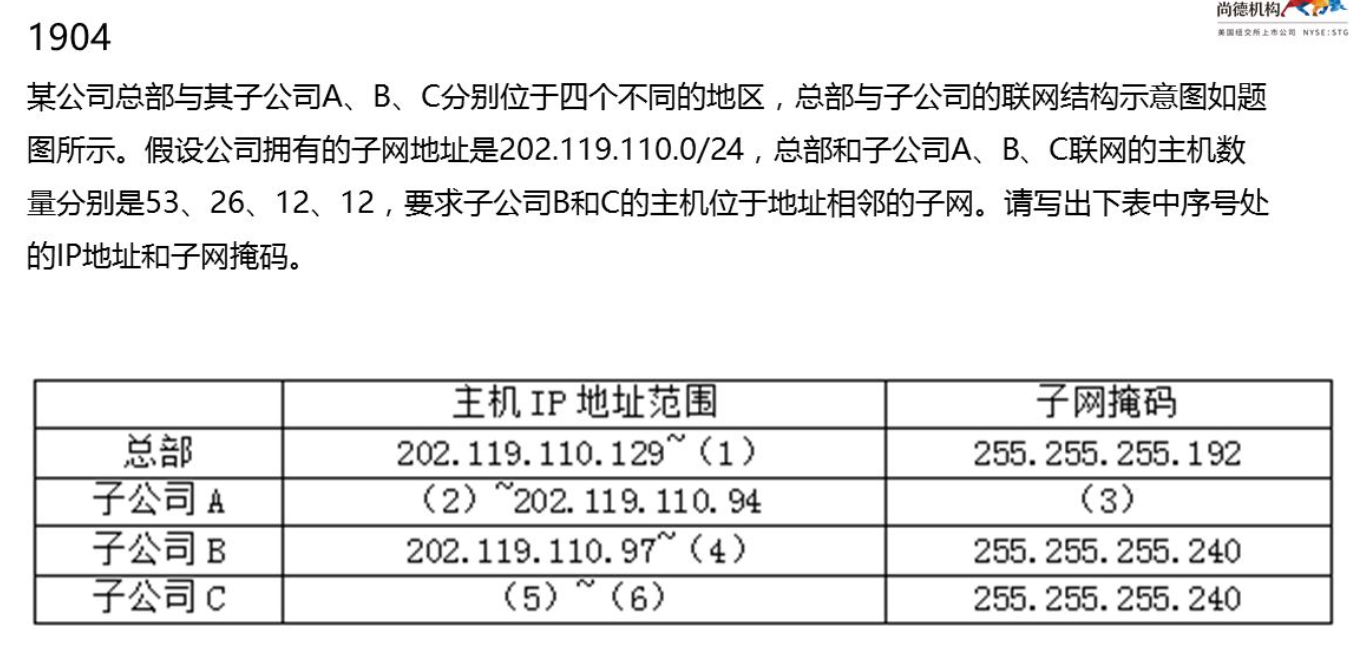 尚德机构
美国纽交所上市公司 NYSE:STG
1904
某公司总部与其子公司A、B、C分别位于四个不同的地区，总部与子公司的联网结构示意图如题
图所示。假设公司拥有的子网地址是202.119.110.0/24，总部和子公司A、B、C联网的主机数
量分别是53、26、12、12，要求子公司B和C的主机位于地址相邻的子网。请写出下表中序号处
的IP地址和子网掩码。
主机 IP 地址范围 子网掩码
总部 202.119.110.129~（1） 255.255.255.192
子公司 A （2）~202.119.110.94 （3）
子公司 B 202.119.110.97~（4） 255.255.255.240
子公司 C （5）~（6） 255.255.255.240